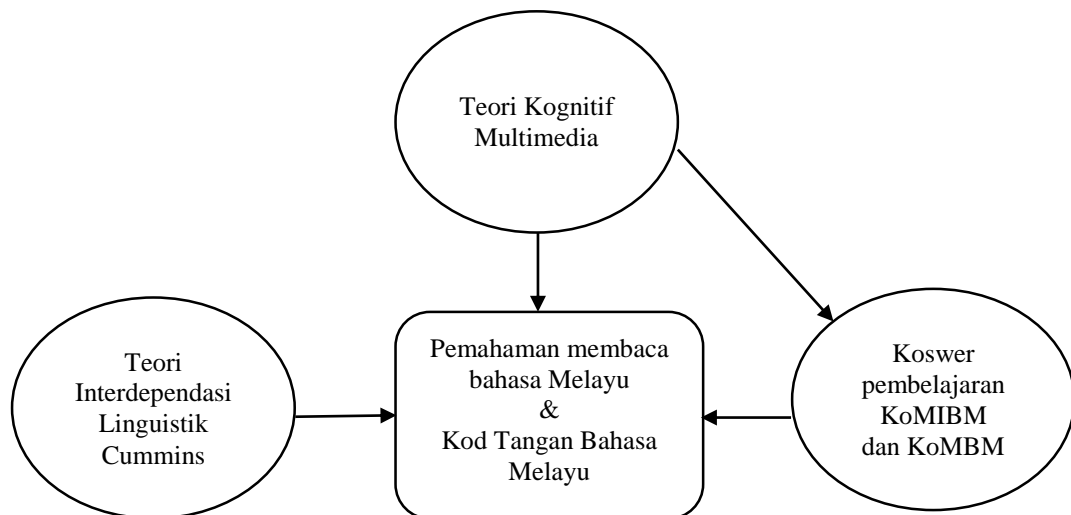 Teori Kognitif
Multimedia
Teori
Interdependasi
Linguistik
Cummins
Pemahaman membaca
bahasa Melayu
&
Kod Tangan Bahasa
Melayu
Koswer
pembelajaran
KoMIBM
dan KoMBM